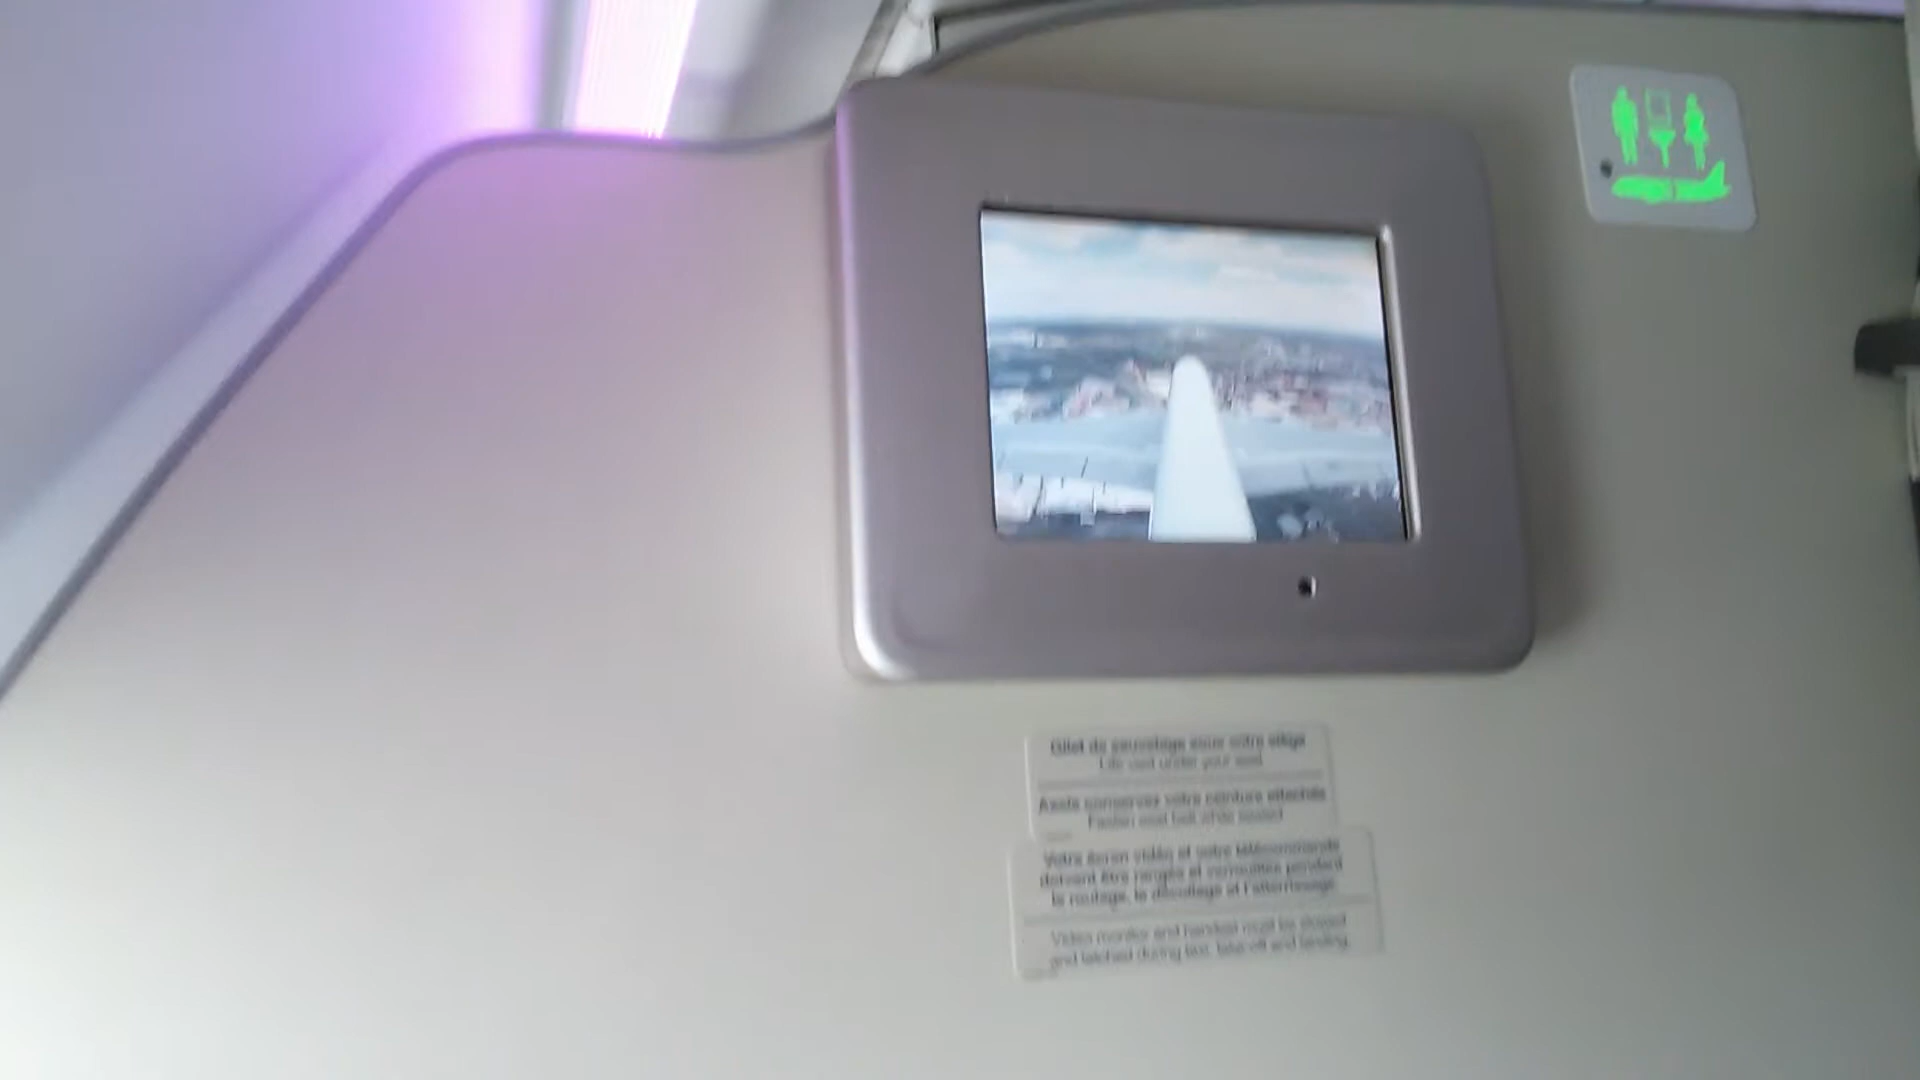 Gilet de sauvetage sous votre siège
Life vest under your seat
Assis conservez votre ceinture attachée
Fasten seat belt while seated
Votre écran vidéo et votre télécommande
doivent être rangés et verrouillés pendant
le roulage, le décollage et l'atterrissage
Video monitor and handset must be stowed
and latched during taxi, take-off and landing